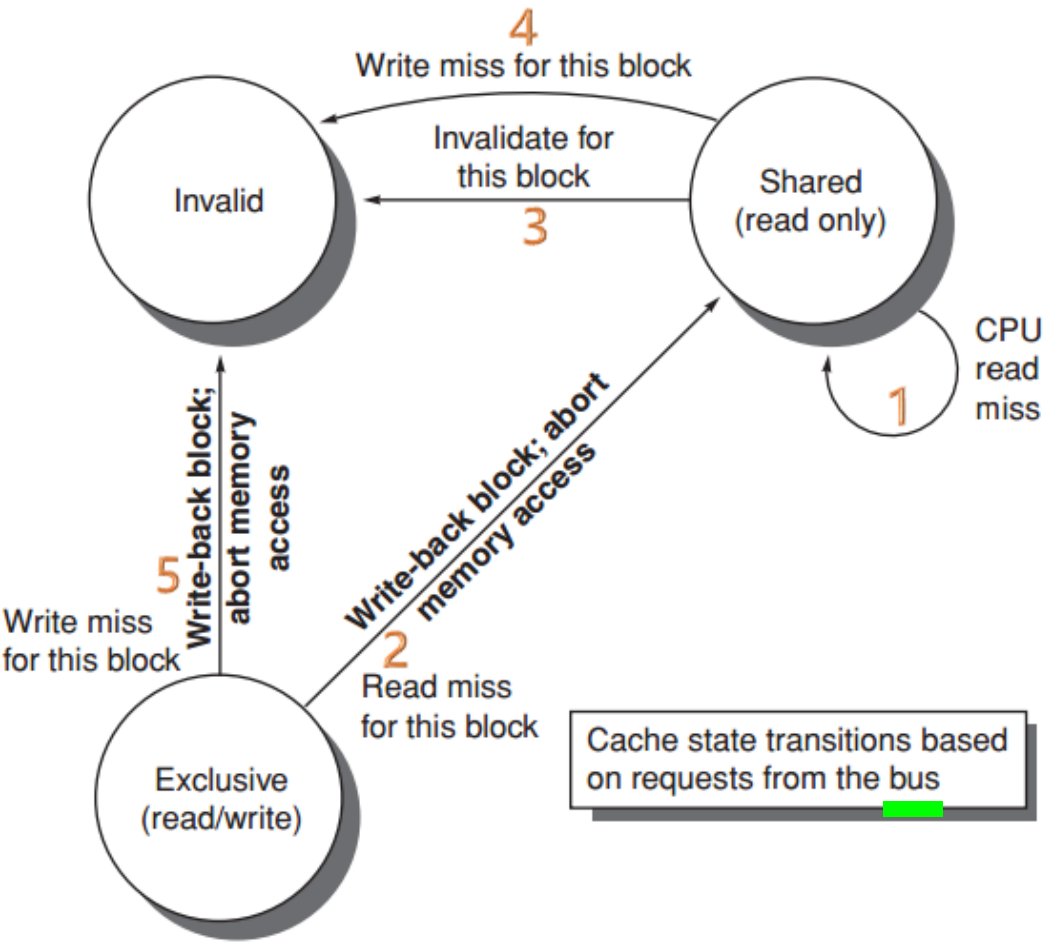 4
Write miss for this block
Invalidate for
this block
3
Invalid
Shared
(read only)
CPU
read
miss
1
Write-back block;
abort memory
access
5
Write miss
for this block
Write-back block; abort
memory access
2
Read miss
for this block
Exclusive
(read/write)
Cache state transitions based
on requests from the bus